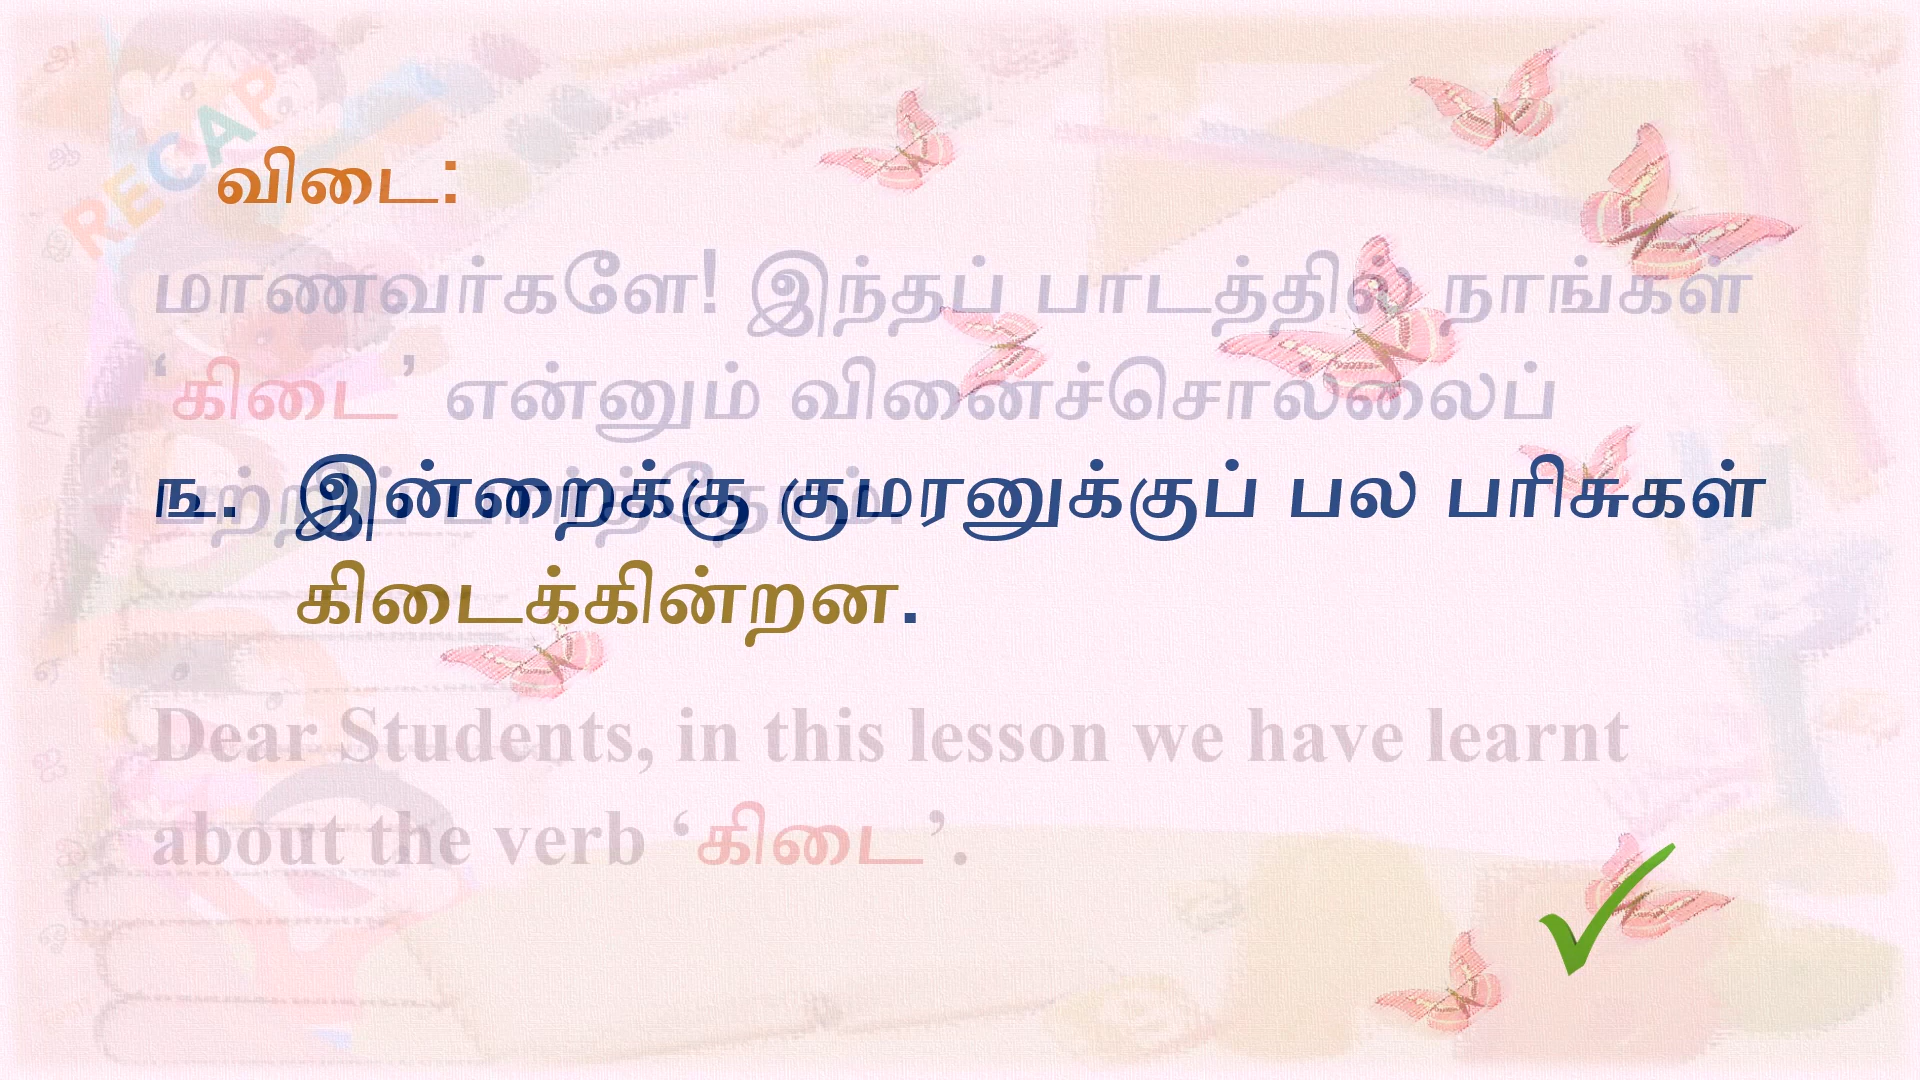 RECAP
விடை:
மாணவர்களே! இந்தப் பாடத்தில் நாங்கள்
‘கிடை’ என்னும் வினைச்சொல்லைப்
ங. இன்றைக்கு குமரனுக்குப் பல பரிசுகள்
கிடைக்கின்றன.
Dear Students, in this lesson we have learnt
about the verb ‘கிடை’.